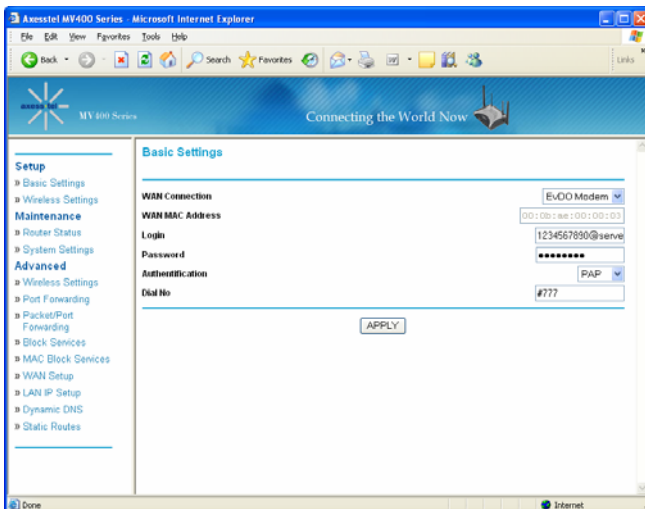 Axesstel MV400 Series - Microsoft Internet Explorer
File Edit View Favorites Tools Help
Back Search Favorites Links
axesstel
MV400 Series
Connecting the World Now
Setup
» Basic Settings
» Wireless Settings
Maintenance
» Router Status
» System Settings
Advanced
» Wireless Settings
» Port Forwarding
» Packet/Port
Forwarding
» Block Services
» MAC Block Services
» WAN Setup
» LAN IP Setup
» Dynamic DNS
» Static Routes
Basic Settings
WAN Connection EvDO Modem
WAN MAC Address 00:0b:ae:00:00:03
Login 1234567890@serve
Password ●●●●●●●●
Authentification PAP
Dial No #777
APPLY
Done Internet